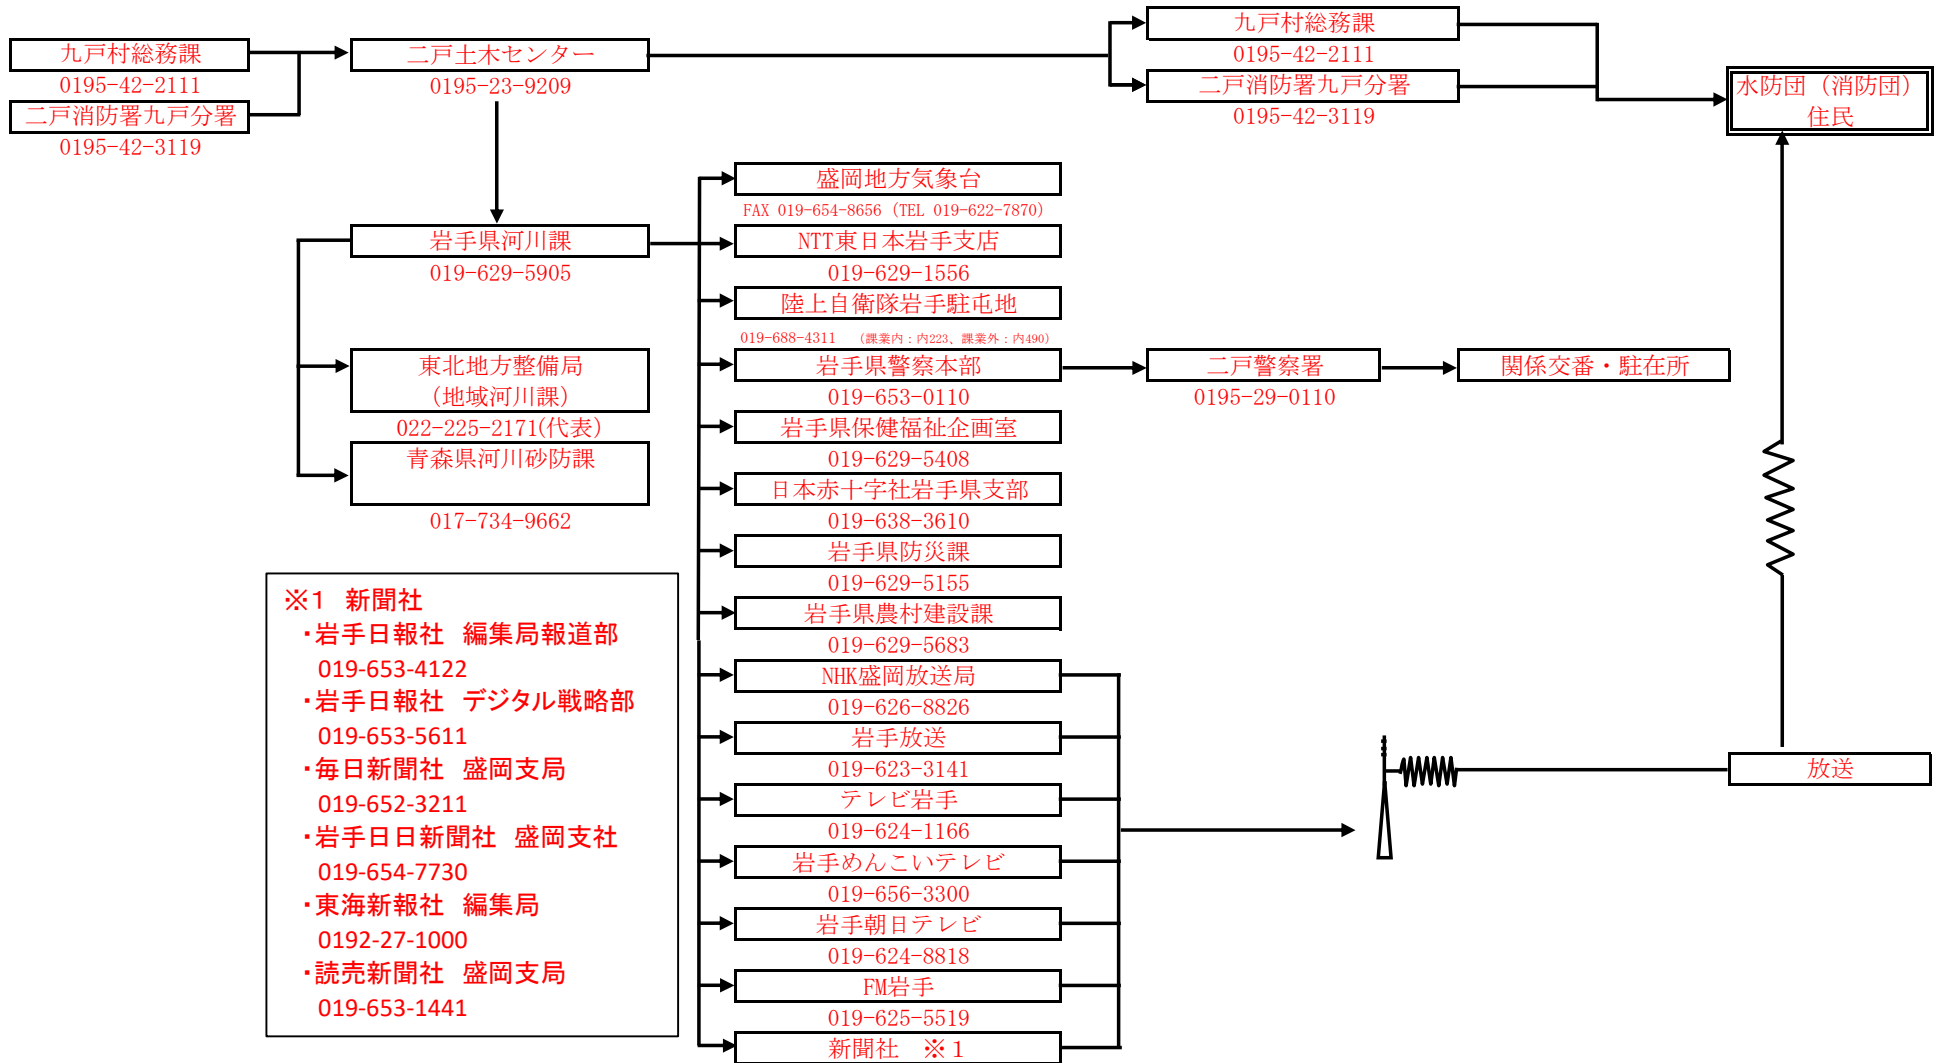 九戸村総務課
0195-42-2111
二戸消防署九戸分署
0195-42-3119
二戸土木センター
0195-23-9209
九戸村総務課
0195-42-2111
二戸消防署九戸分署
0195-42-3119
水防団（消防団）
住民
岩手県河川課
019-629-5905
東北地方整備局
（地域河川課）
022-225-2171(代表)
青森県河川砂防課
017-734-9662
盛岡地方気象台
FAX 019-654-8656（TEL 019-622-7870）
NTT東日本岩手支店
019-629-1556
陸上自衛隊岩手駐屯地
019-688-4311　（課業内：内223、課業外：内490）
岩手県警察本部
019-653-0110
二戸警察署
0195-29-0110
関係交番・駐在所
岩手県保健福祉企画室
019-629-5408
日本赤十字社岩手県支部
019-638-3610
岩手県防災課
019-629-5155
岩手県農村建設課
019-629-5683
NHK盛岡放送局
019-626-8826
岩手放送
019-623-3141
テレビ岩手
019-624-1166
岩手めんこいテレビ
019-656-3300
岩手朝日テレビ
019-624-8818
FM岩手
019-625-5519
新聞社　※１
放送
※1　新聞社
・岩手日報社　編集局報道部
019-653-4122
・岩手日報社　デジタル戦略部
019-653-5611
・毎日新聞社　盛岡支局
019-652-3211
・岩手日日新聞社　盛岡支社
019-654-7730
・東海新報社　編集局
0192-27-1000
・読売新聞社　盛岡支局
019-653-1441